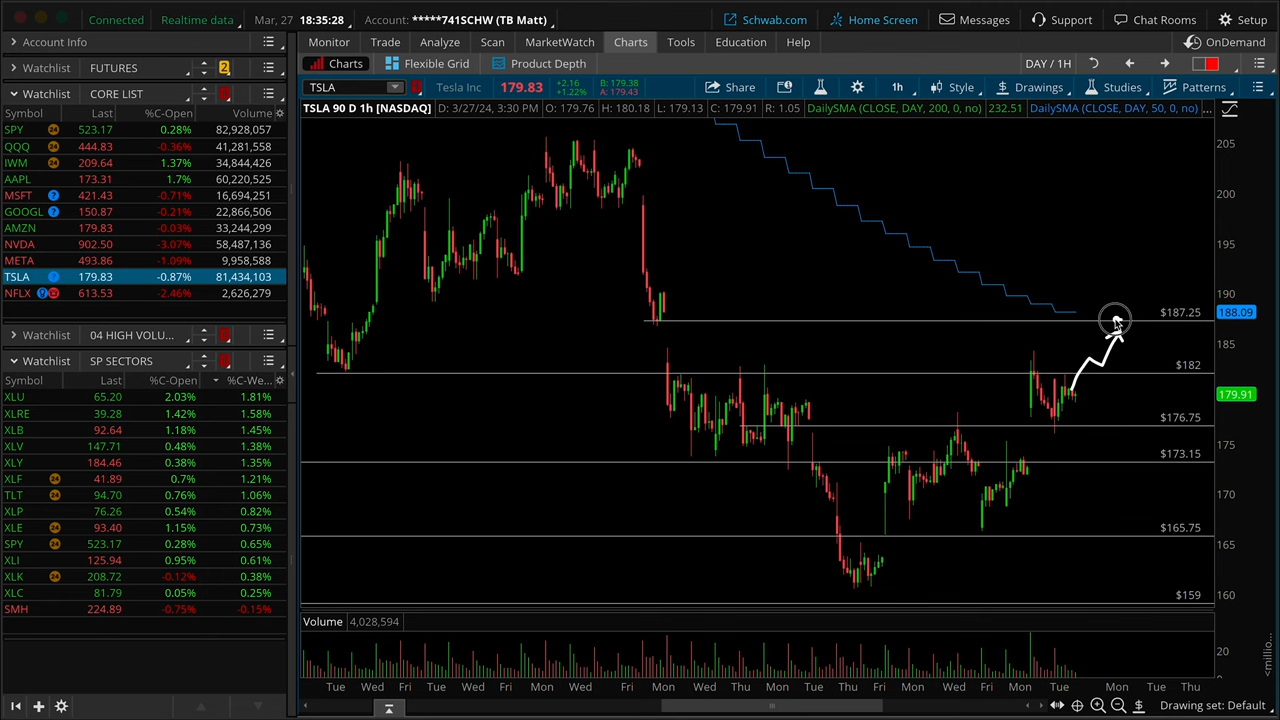 Connected Realtime data Mar, 27 18:35:28 Account: *****741SCHW (TB Matt) Schwab.com Home Screen Messages Support Chat Rooms Setup
Account Info
Monitor Trade Analyze Scan MarketWatch Charts Tools Education Help OnDemand
Watchlist FUTURES 2
Charts Flexible Grid Product Depth DAY / 1H
Watchlist CORE LIST
TSLA Tesla Inc 179.83 +2.16 +1.22% B: 179.38 A: 179.43 Share 1h Style Drawings Studies Patterns
Symbol Last %C-Open Volume
TSLA 90 D 1h [NASDAQ] D: 3/27/24, 3:30 PM O: 179.76 H: 180.18 L: 179.13 C: 179.91 R: 1.05 DailySMA (CLOSE, DAY, 200, 0, no) 232.51 DailySMA (CLOSE, DAY, 50, 0, no) ...
SPY 24 523.17 0.28% 82,928,057
QQQ 444.83 -0.36% 41,281,558
IWM 24 209.64 1.37% 34,844,426
AAPL 173.31 1.7% 60,220,525
MSFT ? 421.43 -0.71% 16,694,251
GOOGL ? 150.87 -0.21% 22,866,506
AMZN 179.83 -0.03% 33,244,299
NVDA 902.50 -3.07% 58,487,136
META 493.86 -1.09% 9,958,588
TSLA ? 179.83 -0.87% 81,434,103
NFLX 613.53 -2.46% 2,626,279
Watchlist 04 HIGH VOLU...
Watchlist SP SECTORS
Symbol Last %C-Open %C-We...
XLU 65.20 2.03% 1.81%
XLRE 39.28 1.42% 1.58%
XLB 92.64 1.18% 1.45%
XLV 147.71 0.48% 1.38%
XLY 184.46 0.38% 1.35%
XLF 24 41.89 0.7% 1.21%
TLT 24 94.70 0.76% 1.06%
XLP 76.26 0.54% 0.82%
XLE 24 93.40 1.15% 0.73%
SPY 24 523.17 0.28% 0.65%
XLI 125.94 0.95% 0.61%
XLK 24 208.72 -0.12% 0.38%
XLC 81.79 0.05% 0.25%
SMH 224.89 -0.75% -0.15%
205
200
195
190
$187.25 188.09
185
$182
179.91
$176.75
175
$173.15
170
$165.75
165
$159 160
Volume 4,028,594
20
<millio...
Tue Wed Fri Tue Wed Fri Mon Wed Fri Mon Wed Thu Mon Tue Thu Fri Mon Wed Fri Mon Tue Mon Tue Thu
Drawing set: Default